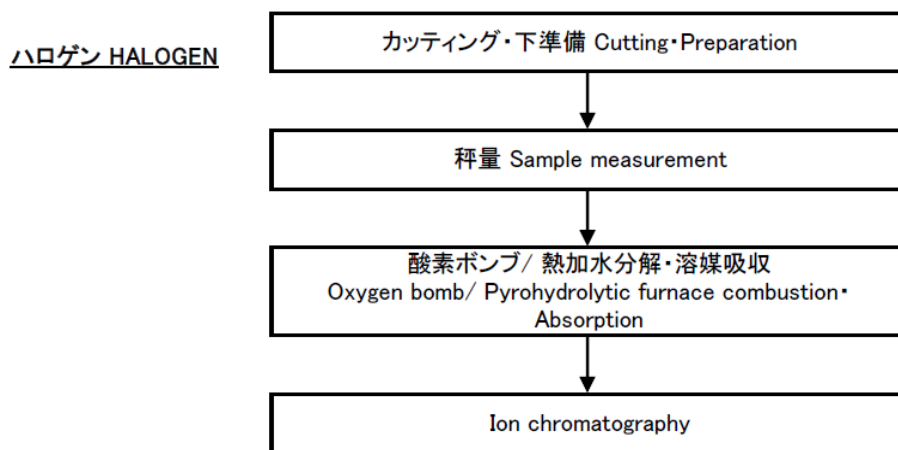 ハロゲン HALOGEN
カッティング・下準備 Cutting・Preparation
秤量 Sample measurement
酸素ボンブ/ 熱加水分解・溶媒吸収
Oxygen bomb/ Pyrohydrolytic furnace combustion・
Absorption
Ion chromatography